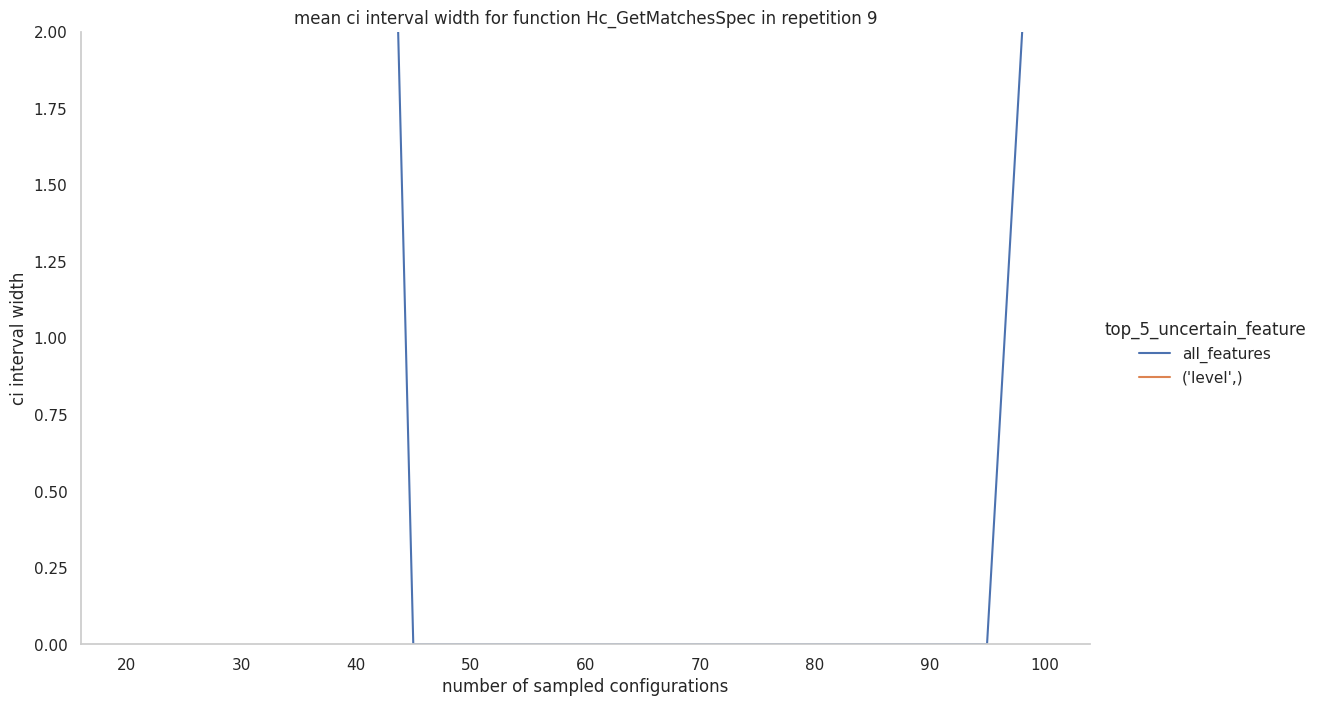 mean ci interval width for function Hc_GetMatchesSpec in repetition 9
2.00
1.75
1.50
1.25
1.00
0.75
0.50
0.25
0.00
ci interval width
20 30 40 50 60 70 80 90 100
number of sampled configurations
top_5_uncertain_feature
all_features
('level',)